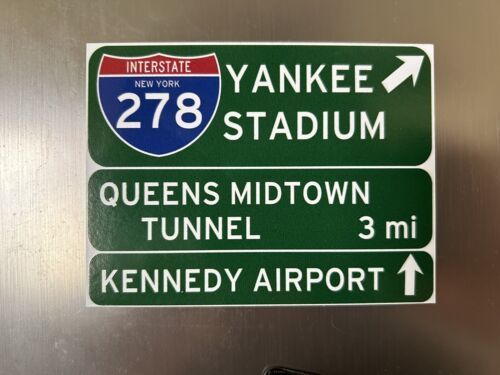 INTERSTATE
NEW YORK
278
YANKEE
STADIUM
QUEENS MIDTOWN
TUNNEL 3 mi
KENNEDY AIRPORT